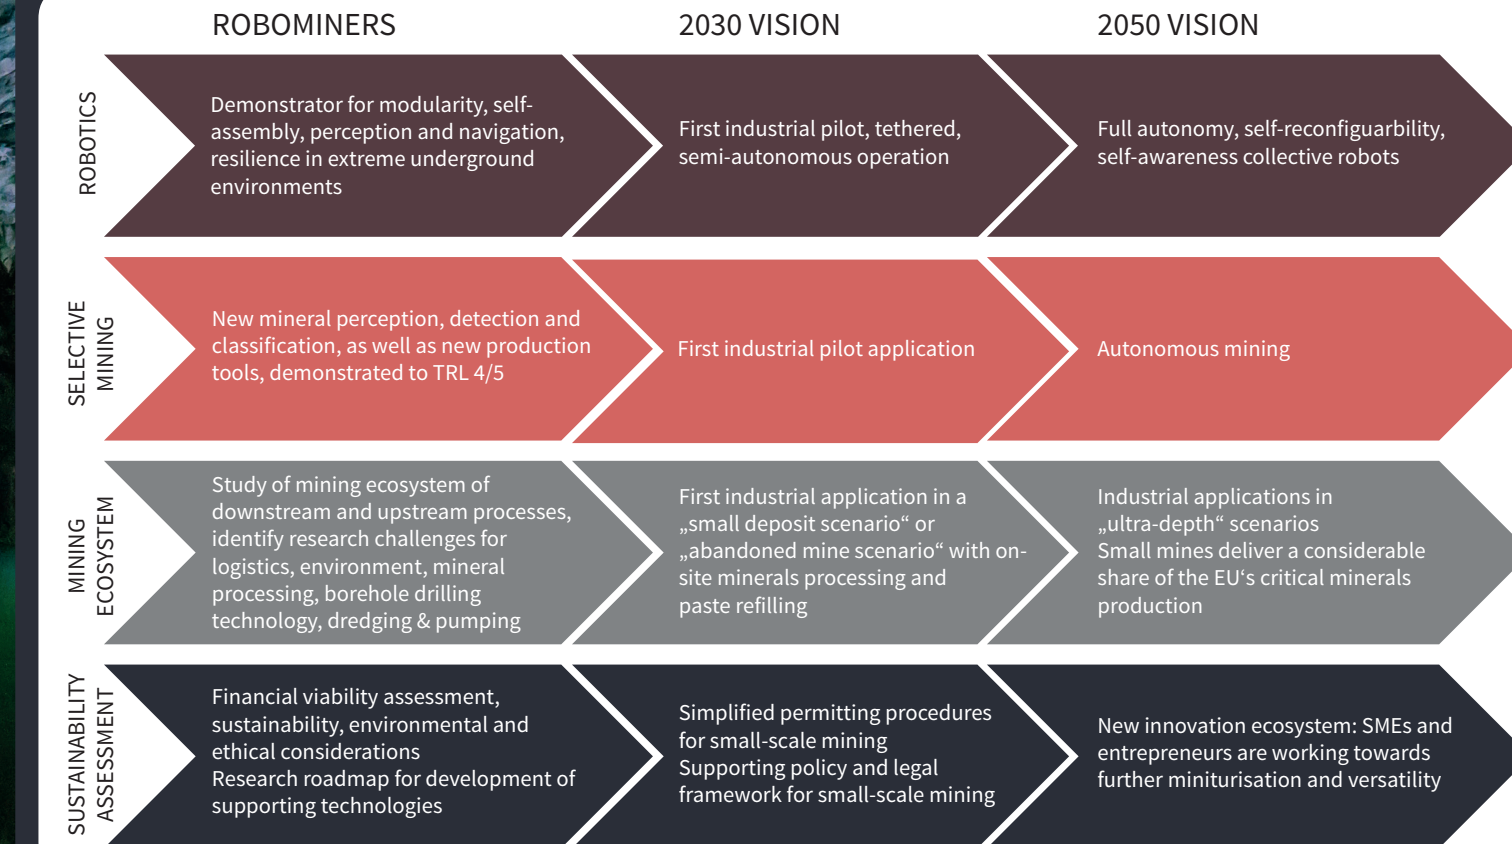 ROBOMINERS
2030 VISION
2050 VISION
ROBOTICS
Demonstrator for modularity, self-
assembly, perception and navigation,
resilience in extreme underground
environments
First industrial pilot, tethered,
semi-autonomous operation
Full autonomy, self-reconfiguarbility,
self-awareness collective robots
SELECTIVE
MINING
New mineral perception, detection and
classification, as well as new production
tools, demonstrated to TRL 4/5
First industrial pilot application
Autonomous mining
MINING
ECOSYSTEM
Study of mining ecosystem of
downstream and upstream processes,
identify research challenges for
logistics, environment, mineral
processing, borehole drilling
technology, dredging & pumping
First industrial application in a
„small deposit scenario“ or
„abandoned mine scenario“ with on-
site minerals processing and
paste refilling
Industrial applications in
„ultra-depth“ scenarios
Small mines deliver a considerable
share of the EU‘s critical minerals
production
SUSTAINABILITY
ASSESSMENT
Financial viability assessment,
sustainability, environmental and
ethical considerations
Research roadmap for development of
supporting technologies
Simplified permitting procedures
for small-scale mining
Supporting policy and legal
framework for small-scale mining
New innovation ecosystem: SMEs and
entrepreneurs are working towards
further miniturisation and versatility